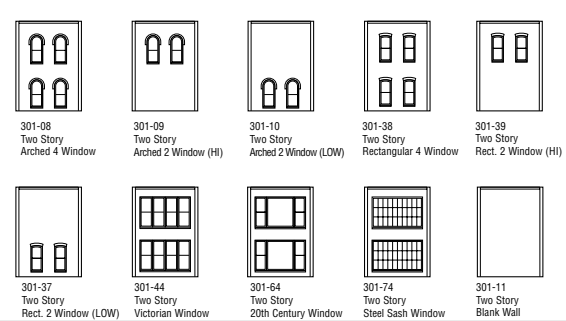 301-08
Two Story
Arched 4 Window
301-09
Two Story
Arched 2 Window (HI)
301-10
Two Story
Arched 2 Window (LOW)
301-38
Two Story
Rectangular 4 Window
301-39
Two Story
Rect. 2 Window (HI)
301-37
Two Story
Rect. 2 Window (LOW)
301-44
Two Story
Victorian Window
301-64
Two Story
20th Century Window
301-74
Two Story
Steel Sash Window
301-11
Two Story
Blank Wall